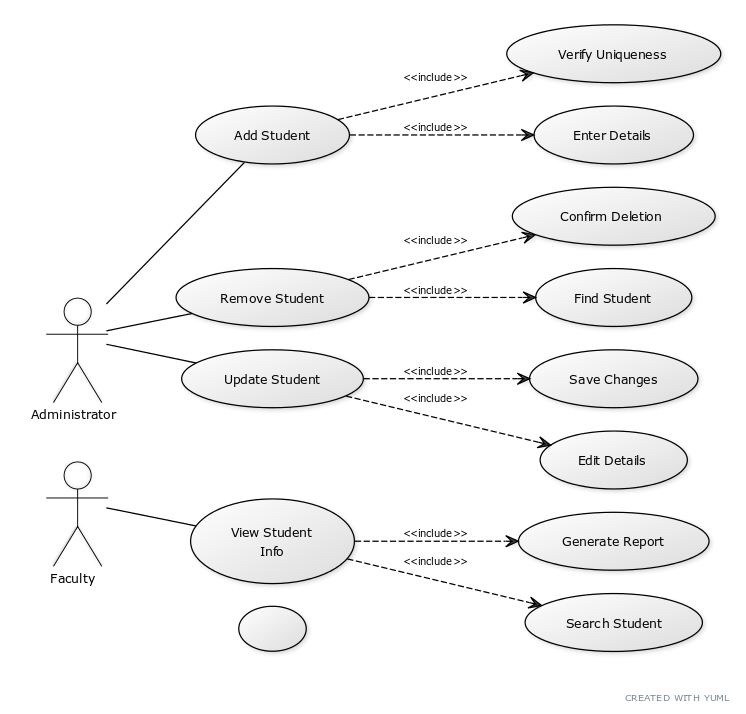 Verify Uniqueness
<<include>>
Add Student
<<include>>
Enter Details
Confirm Deletion
<<include>>
Remove Student
<<include>>
Find Student
<<include>>
Update Student
Save Changes
<<include>>
Administrator
Edit Details
View Student
Info
<<include>>
Generate Report
<<include>>
Faculty
Search Student
CREATED WITH YUML